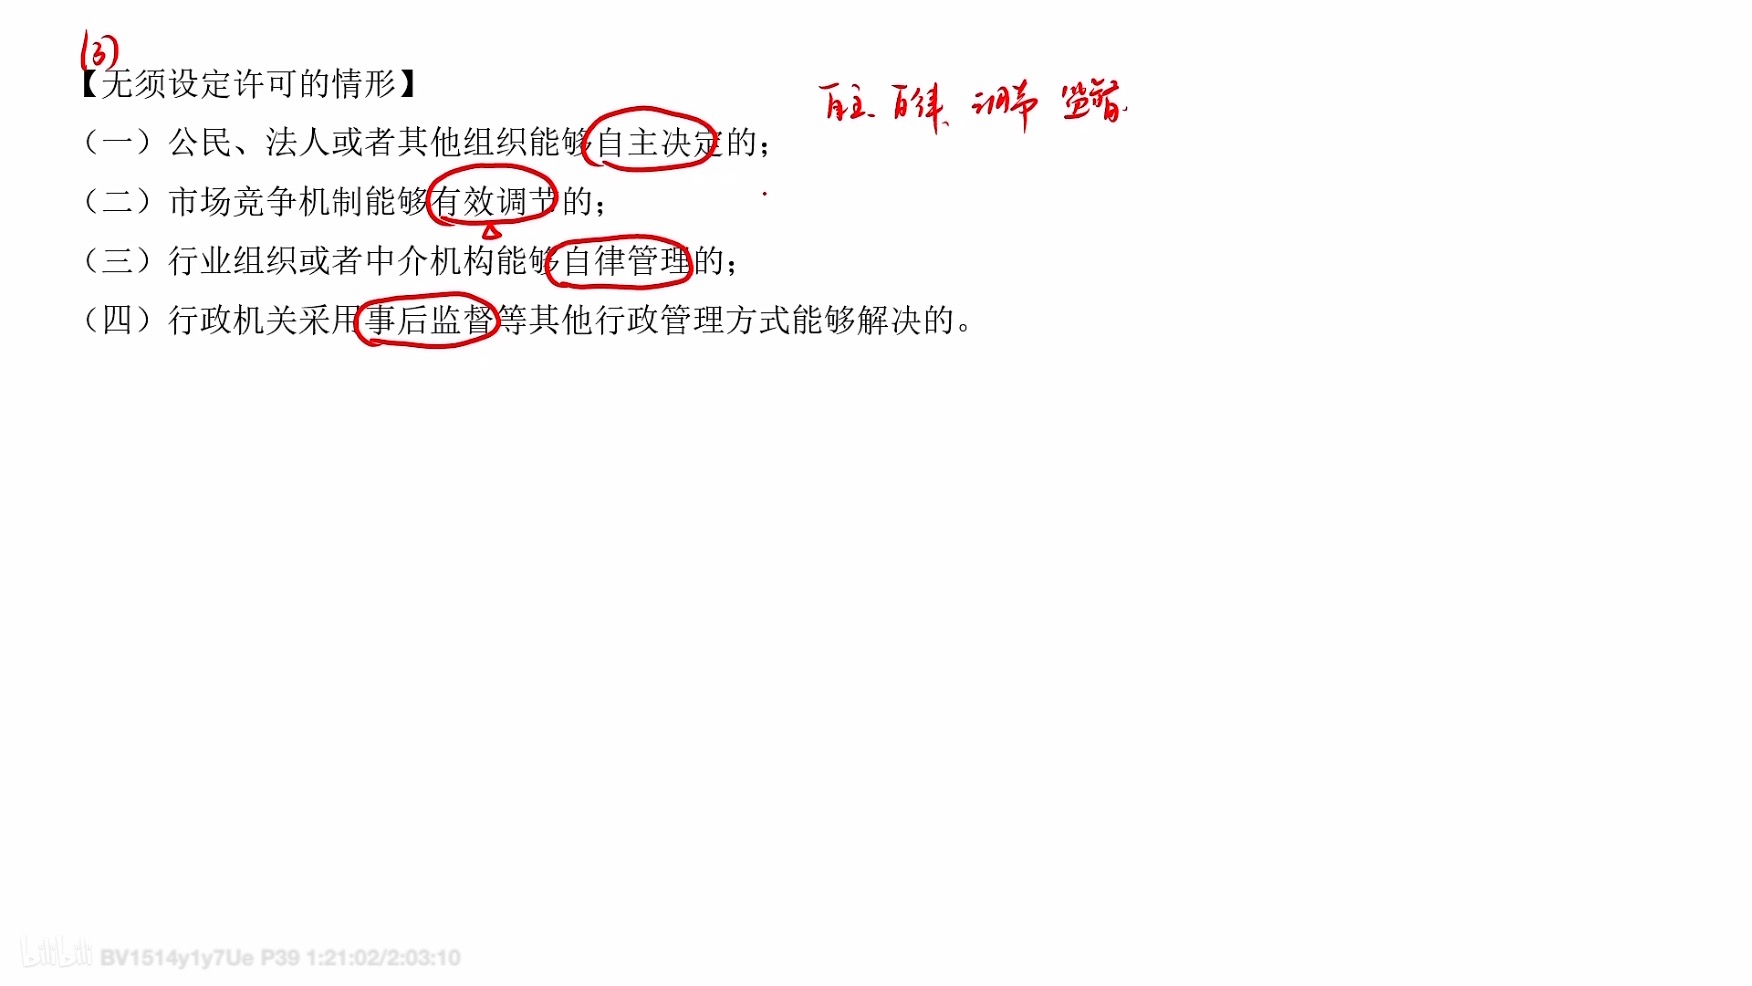 (3)
【无须设定许可的情形】
自主、自律、调节 监督.
（一）公民、法人或者其他组织能够自主决定的；
（二）市场竞争机制能够有效调节的；
（三）行业组织或者中介机构能够自律管理的；
（四）行政机关采用事后监督等其他行政管理方式能够解决的。
bilibili BV1514y1y7Ue P39 1:21:02/2:03:10